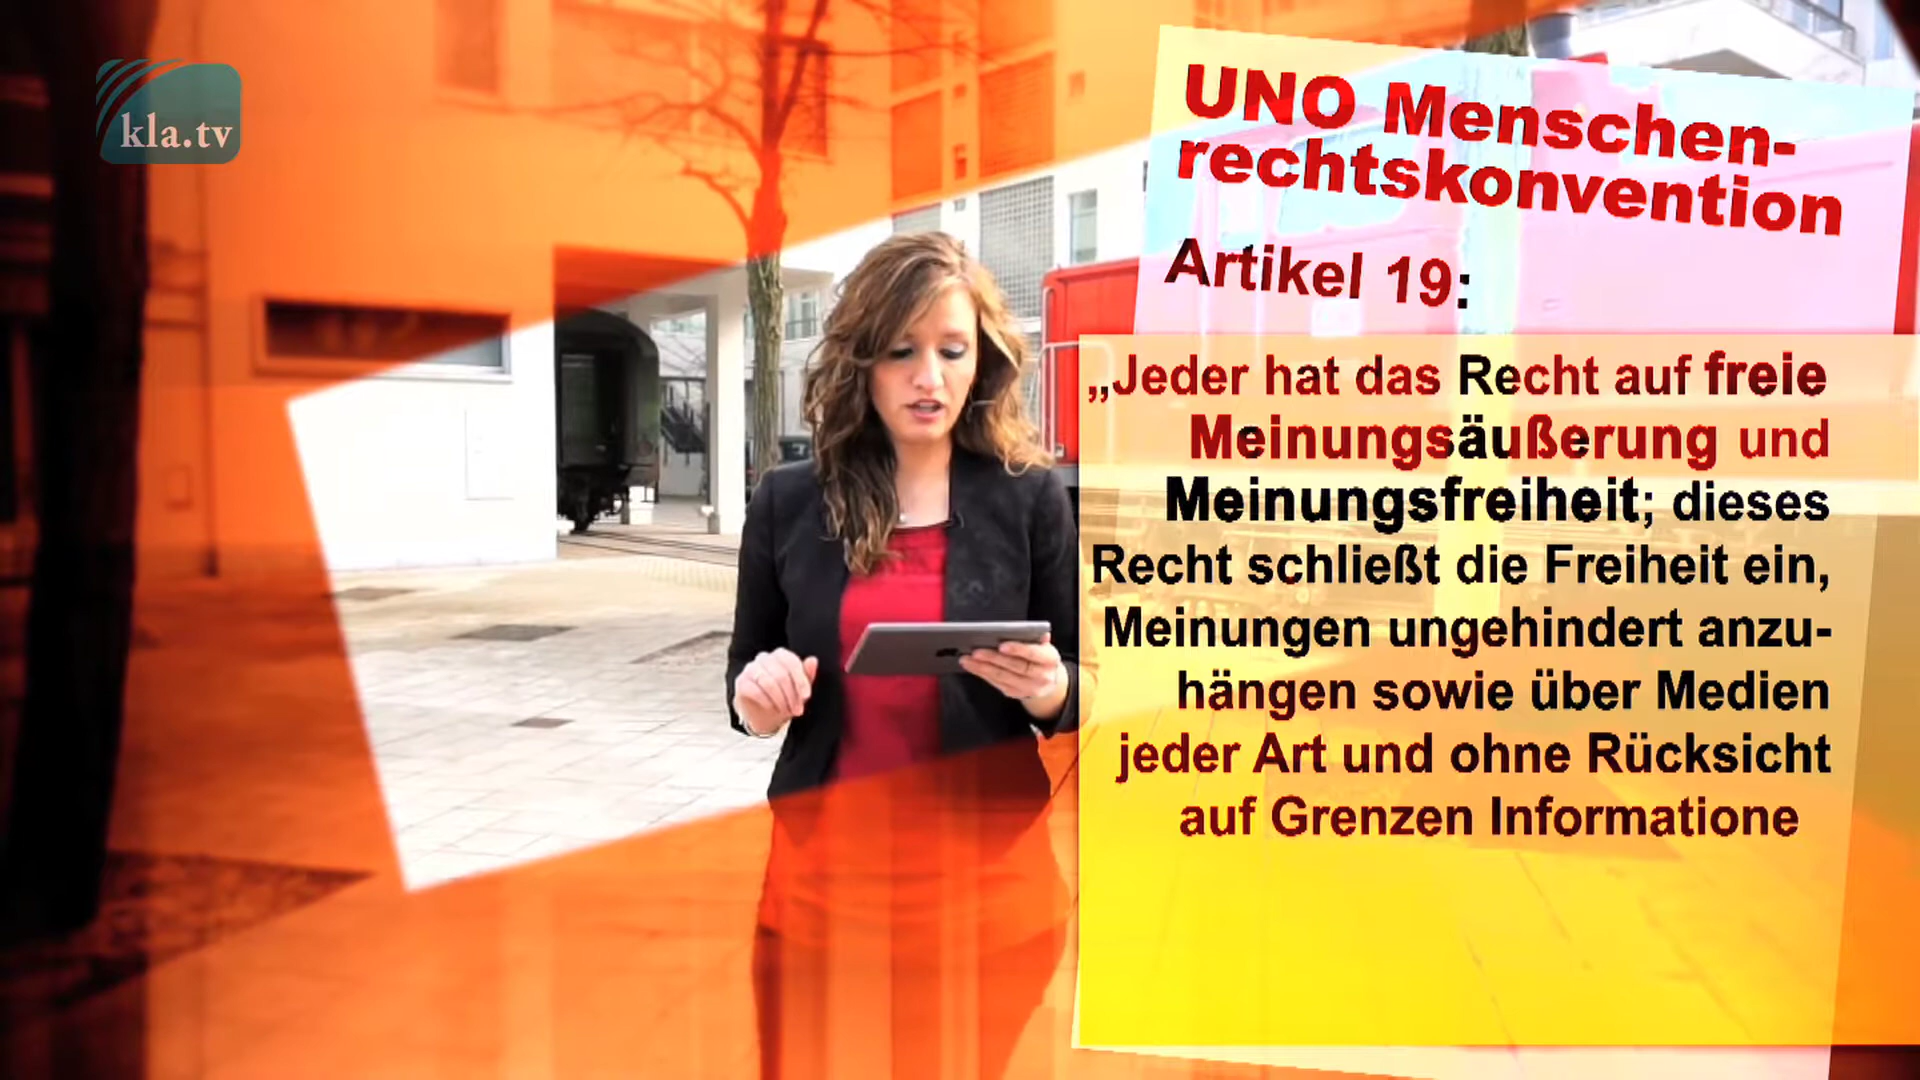 kla.tv
UNO Menschen-
rechtskonvention
Artikel 19:
„Jeder hat das Recht auf freie
Meinungsäußerung und
Meinungsfreiheit; dieses
Recht schließt die Freiheit ein,
Meinungen ungehindert anzu-
hängen sowie über Medien
jeder Art und ohne Rücksicht
auf Grenzen Informatione